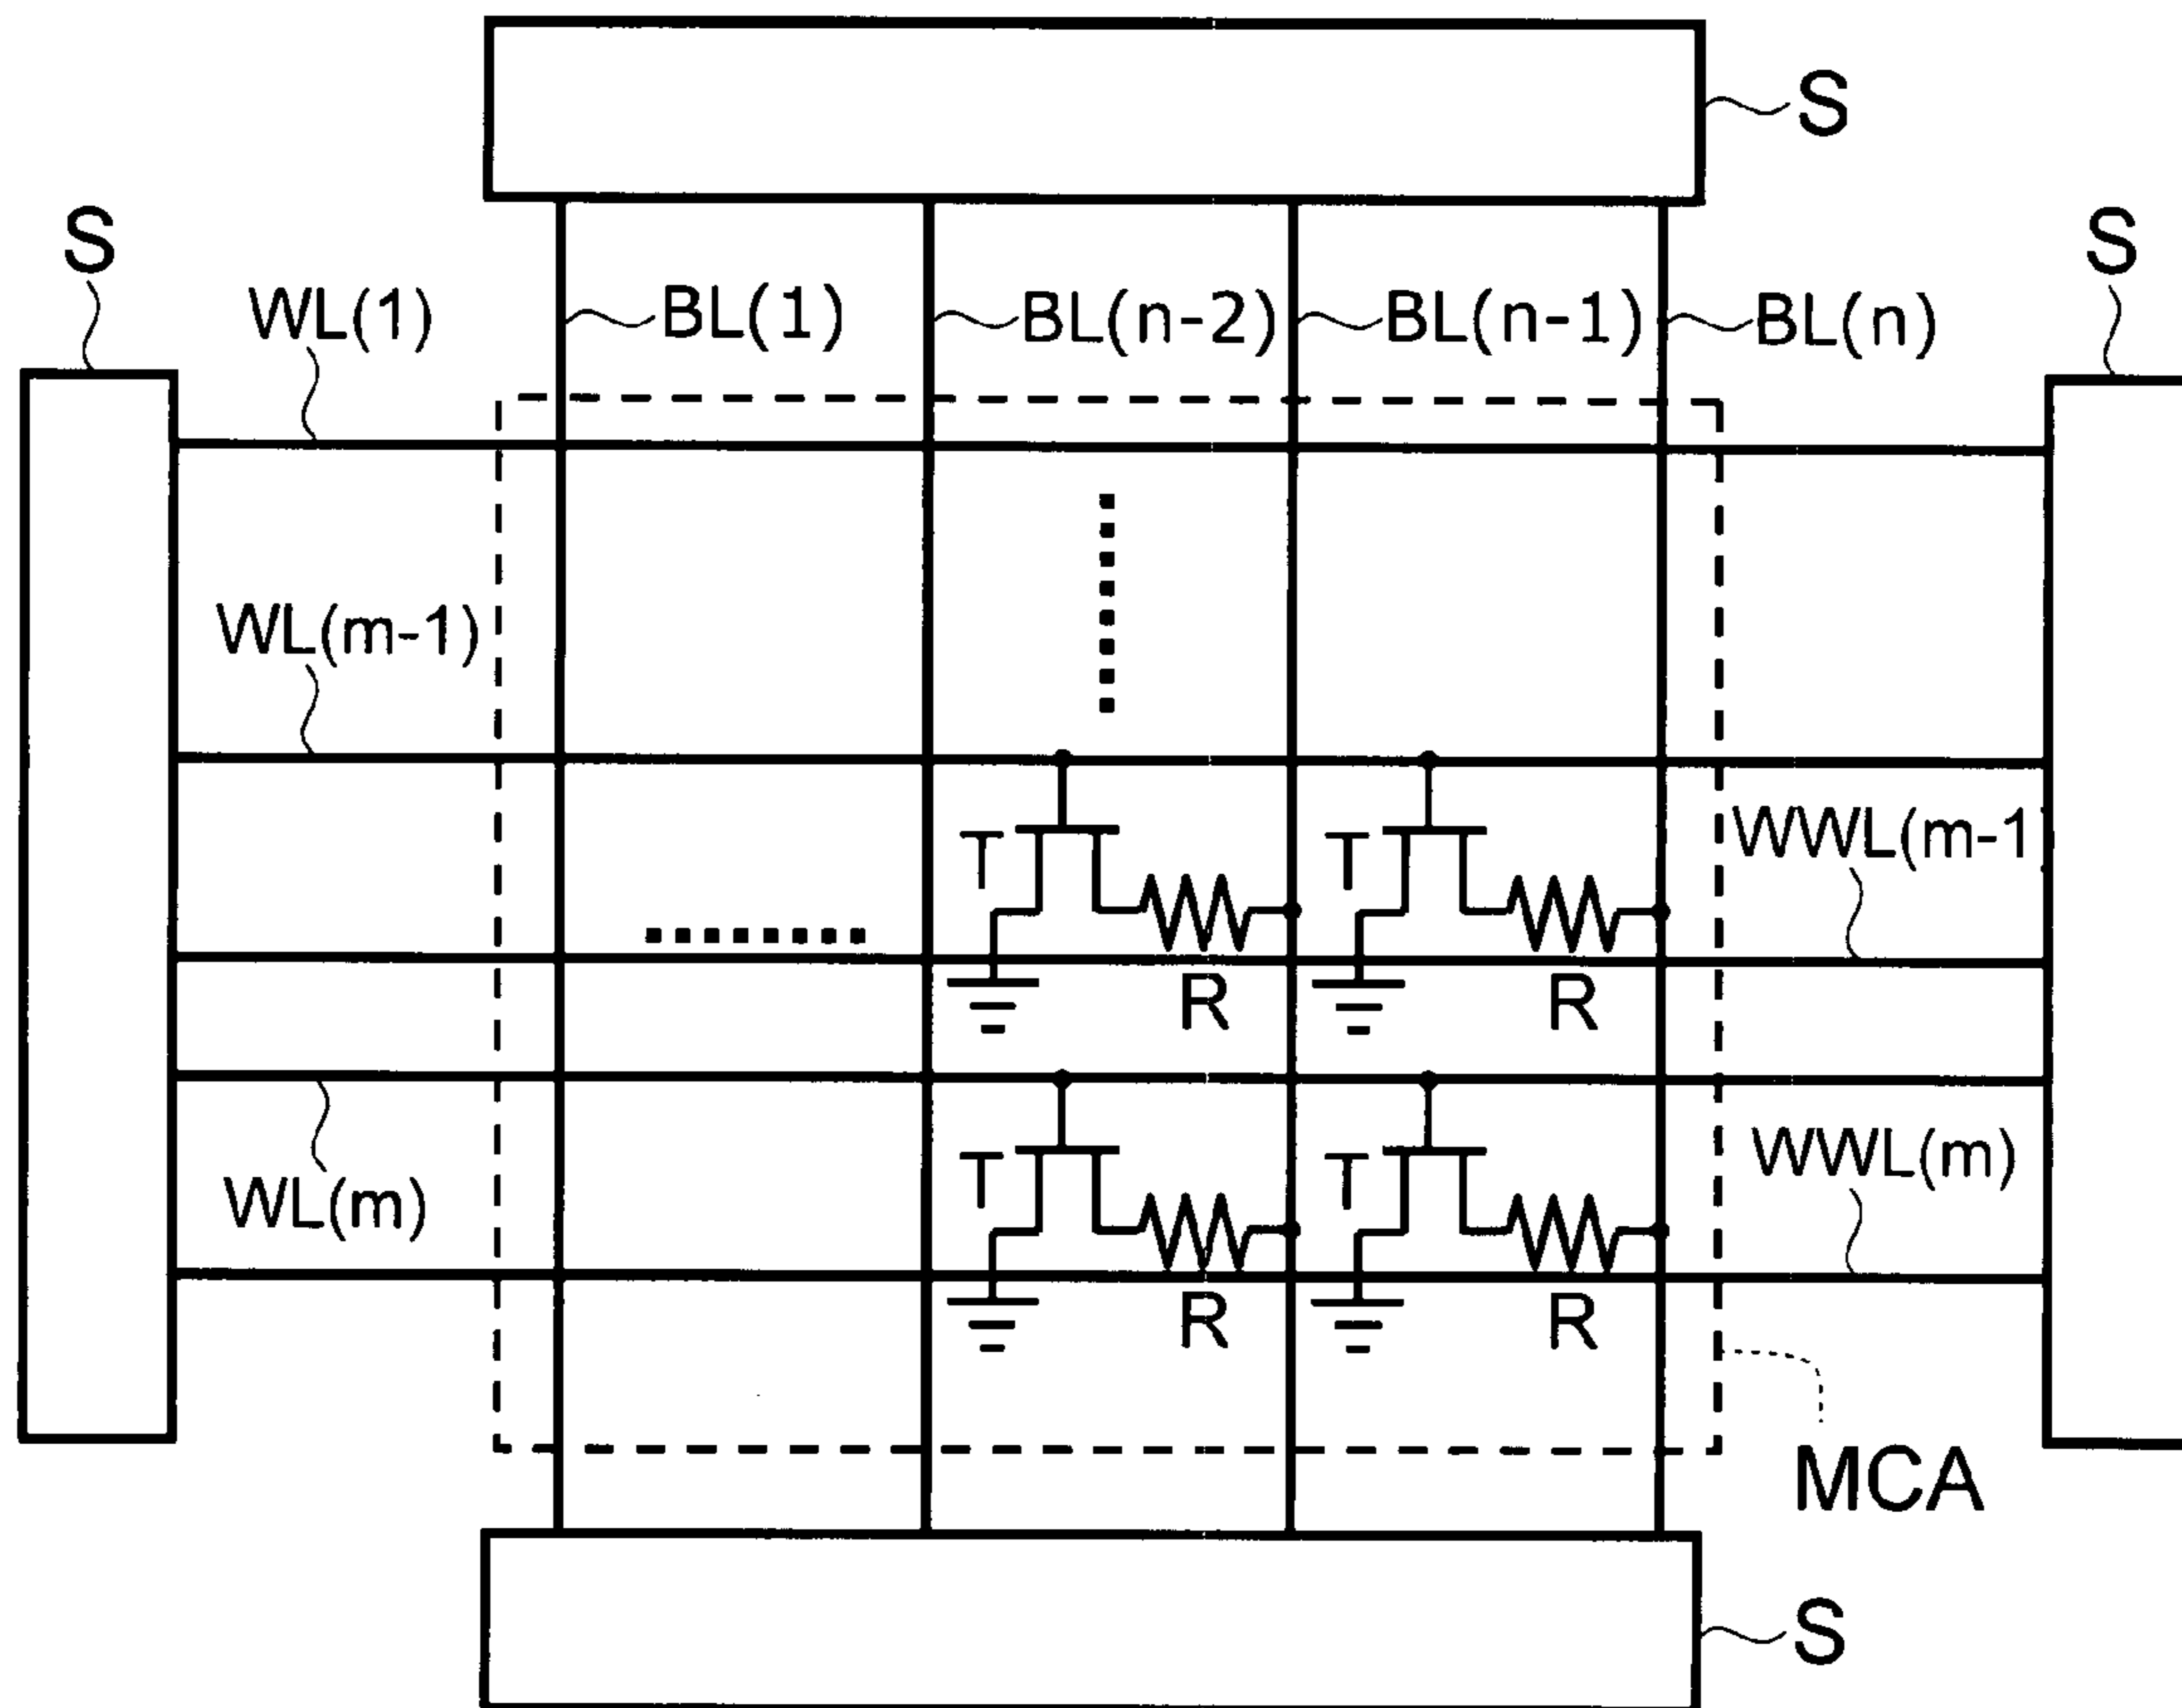 S
S
S
WL(1)
BL(1)
BL(n-2)
BL(n-1)
BL(n)
WL(m-1)
T
T
WWL(m-1
R
R
WL(m)
T
T
WWL(m)
R
R
MCA
S